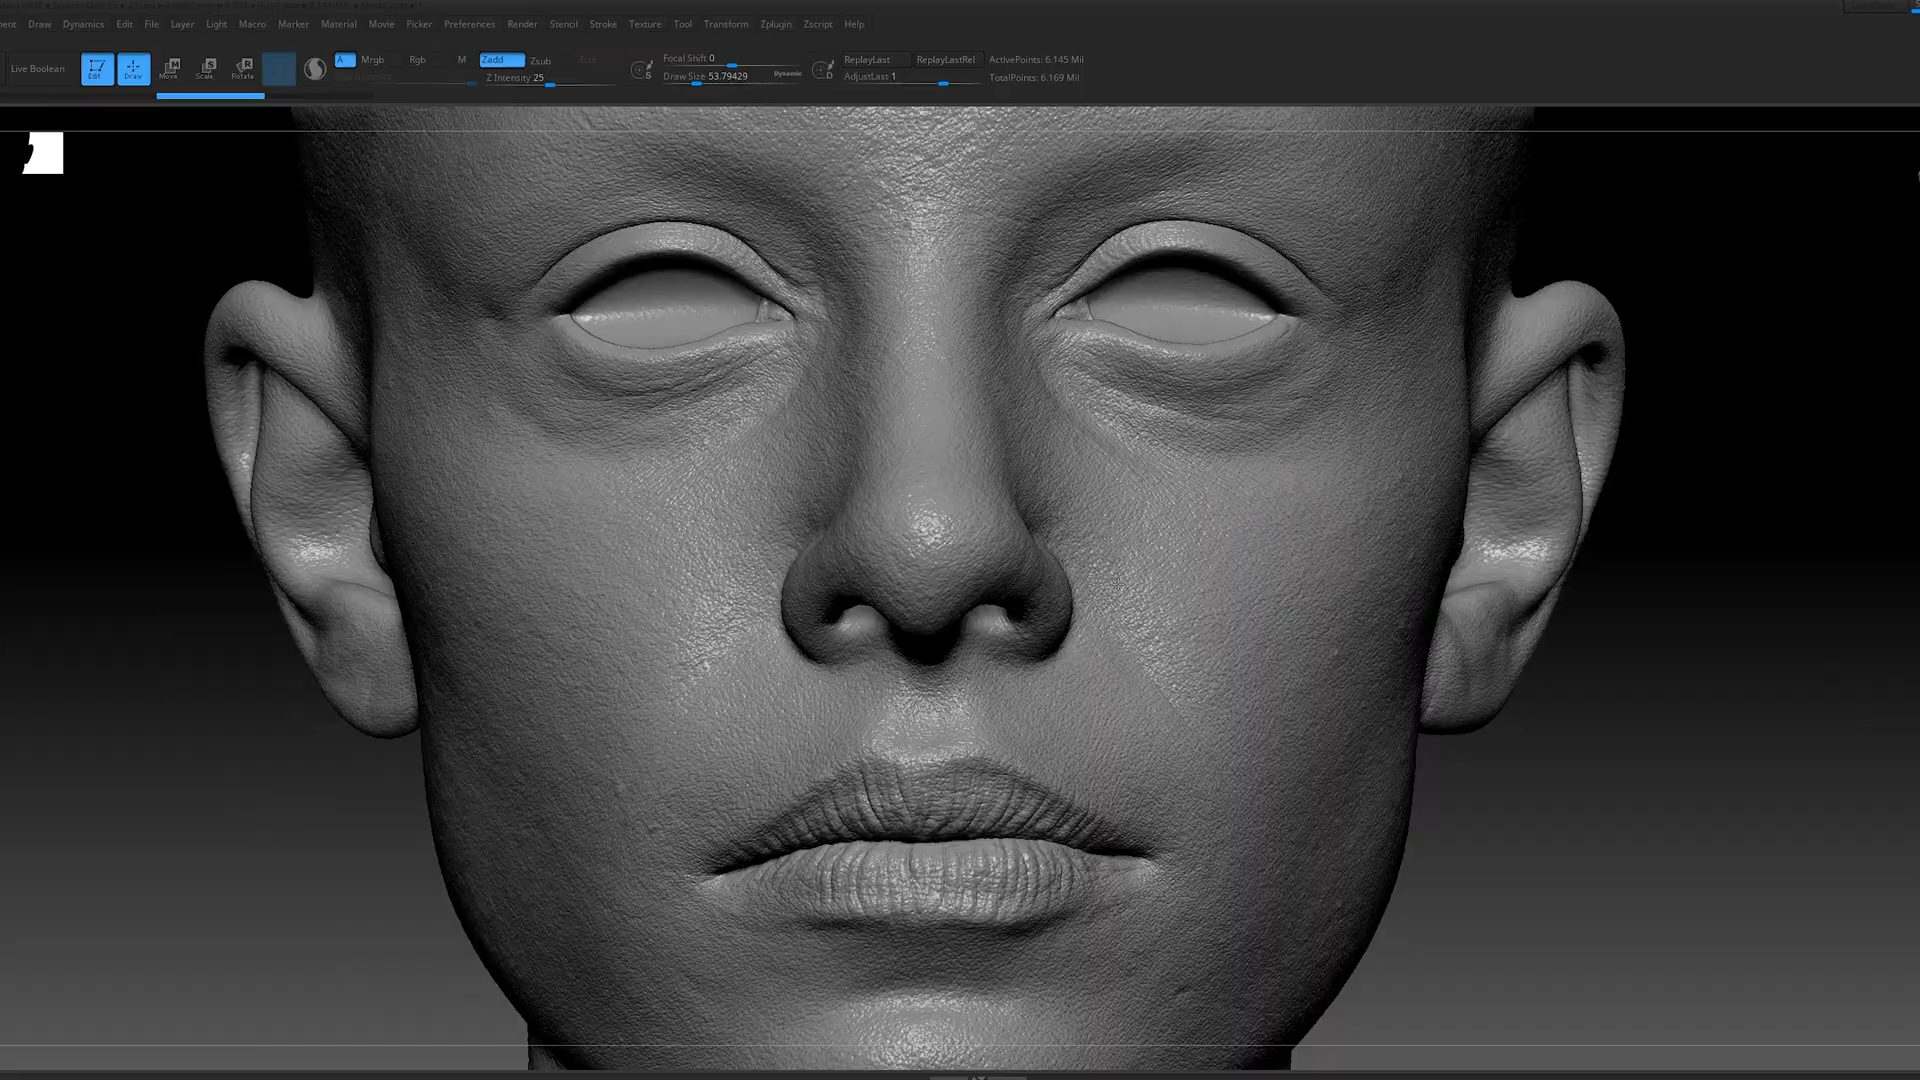 Draw Dynamics Edit File Layer Light Macro Marker Material Movie Picker Preferences Render Stencil Stroke Texture Tool Transform Zplugin Zscript Help
Live Boolean
Edit
Draw
Move
Scale
Rotate
A
Mrgb
Rgb
M
Zadd
Zsub
Z Intensity 25
S
Focal Shift 0
Draw Size 53.79429
Dynamic
D
ReplayLast
ReplayLastRel
AdjustLast 1
ActivePoints: 6.145 Mil
TotalPoints: 6.169 Mil